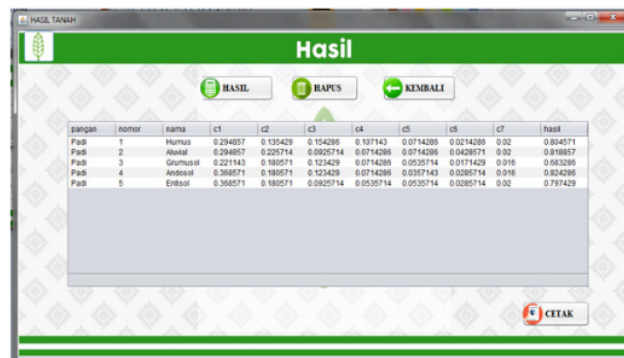 HASIL TANAH
Hasil
HASIL HAPUS KEMBALI
pangan nomor nama c1 c2 c3 c4 c5 c6 c7 hasil
Padi 1 Humus 0.294857 0.135429 0.154286 0.107143 0.0714286 0.0214286 0.02 0.804571
Padi 2 Aluvial 0.294857 0.225714 0.0925714 0.0714286 0.0714286 0.0428571 0.02 0.818857
Padi 3 Grumusol 0.221143 0.180571 0.123429 0.0714286 0.0535714 0.0171429 0.016 0.683286
Padi 4 Andosol 0.368571 0.180571 0.123429 0.0714286 0.0357143 0.0285714 0.016 0.824286
Padi 5 Entisol 0.368571 0.180571 0.0925714 0.0535714 0.0535714 0.0285714 0.02 0.797429
CETAK